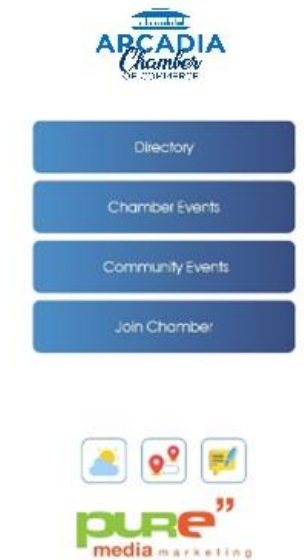 ARCADIA
Chamber
OF COMMERCE
Directory
Chamber Events
Community Events
Join Chamber
pure”
media marketing